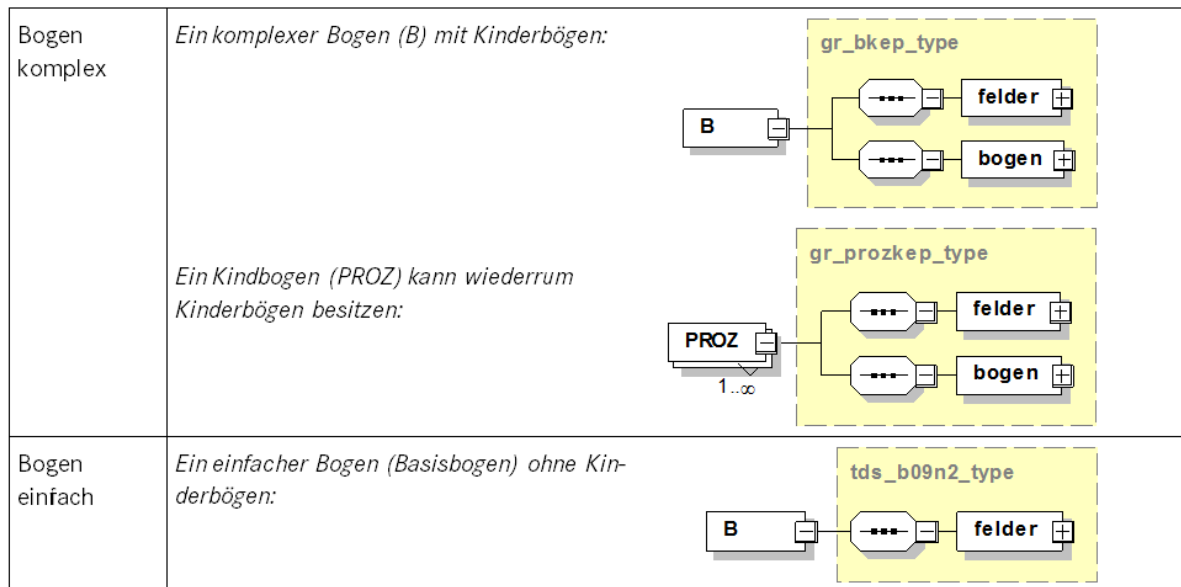 Bogen
komplex
Ein komplexer Bogen (B) mit Kinderbögen:
gr_bkep_type
felder
B
bogen
Ein Kindbogen (PROZ) kann wiederrum
Kinderbögen besitzen:
gr_prozkep_type
felder
PROZ
bogen
1..∞
Bogen
einfach
Ein einfacher Bogen (Basisbogen) ohne Kin-
derbögen:
tds_b09n2_type
B
felder